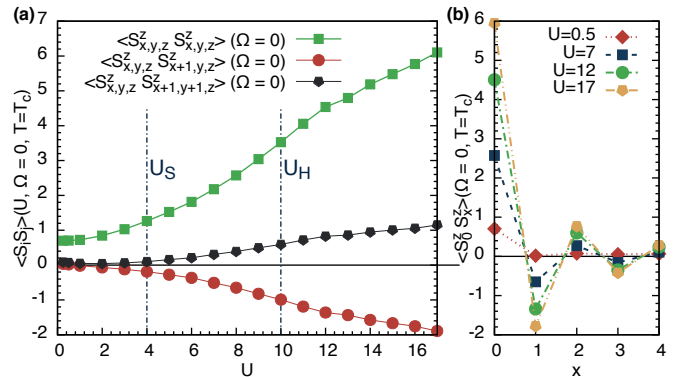 (a)
<S^z_{x,y,z} S^z_{x,y,z}> (Ω = 0)
<S^z_{x,y,z} S^z_{x+1,y,z}> (Ω = 0)
<S^z_{x,y,z} S^z_{x+1,y+1,z}> (Ω = 0)
U_S
U_H
<S_iS_j>(U, Ω = 0, T=T_c)
6
5
4
3
2
1
0
-1
-2
0 2 4 6 8 10 12 14 16
U
(b)
U=0.5
U=7
U=12
U=17
<S^z_0 S^z_x>(Ω = 0, T=T_c)
6
5
4
3
2
1
0
-1
-2
0 1 2 3 4
x